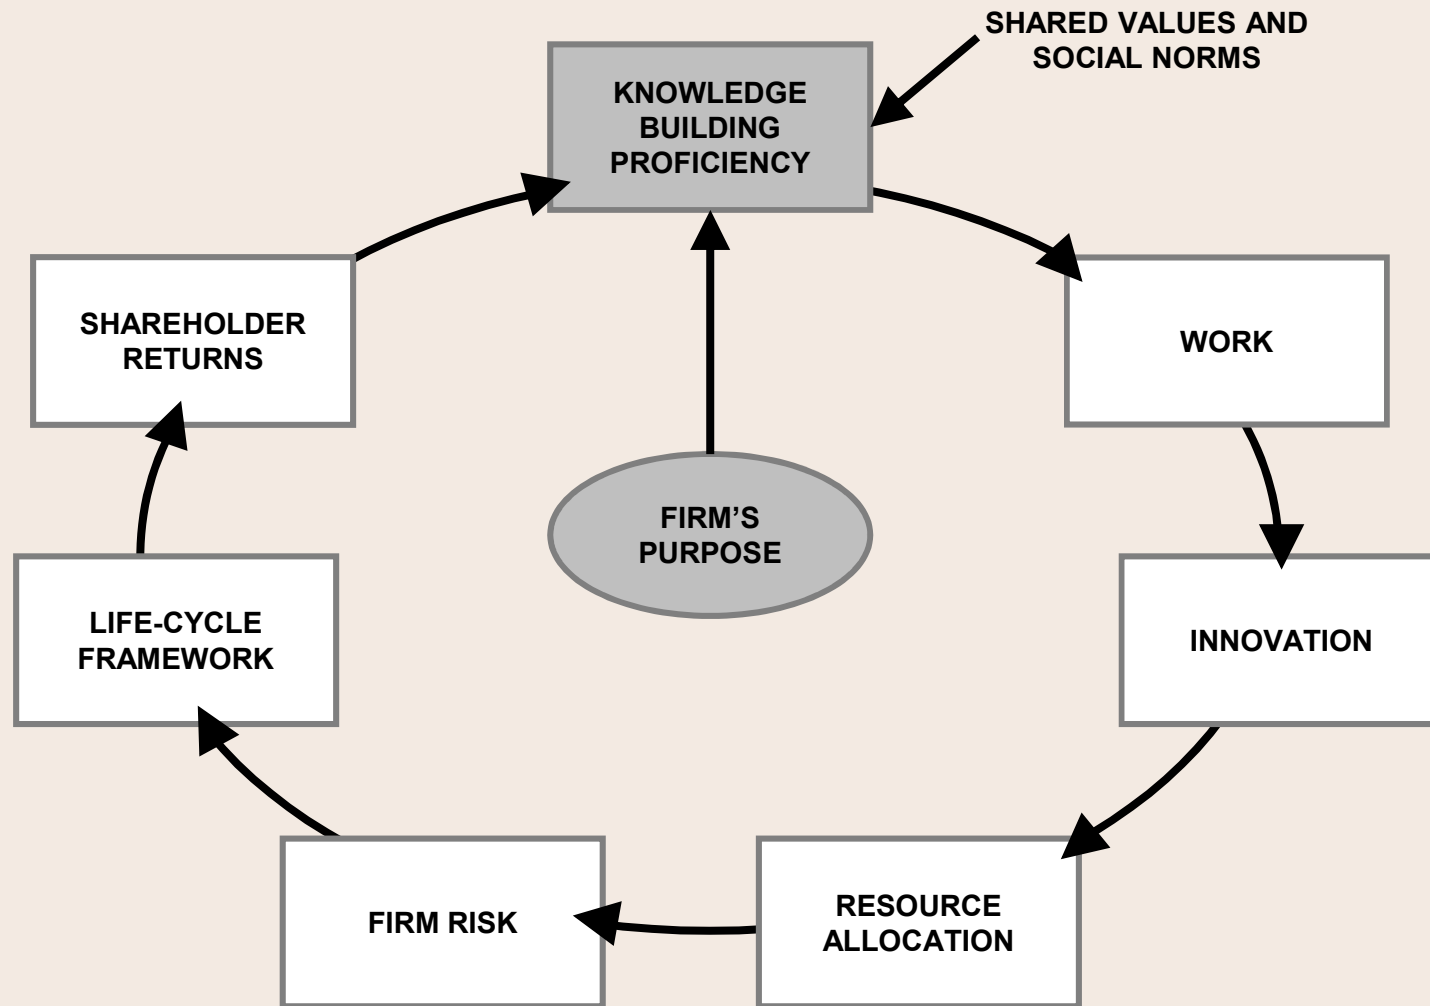 SHARED VALUES AND
SOCIAL NORMS
KNOWLEDGE
BUILDING
PROFICIENCY
SHAREHOLDER
RETURNS
WORK
FIRM’S
PURPOSE
LIFE-CYCLE
FRAMEWORK
INNOVATION
FIRM RISK
RESOURCE
ALLOCATION